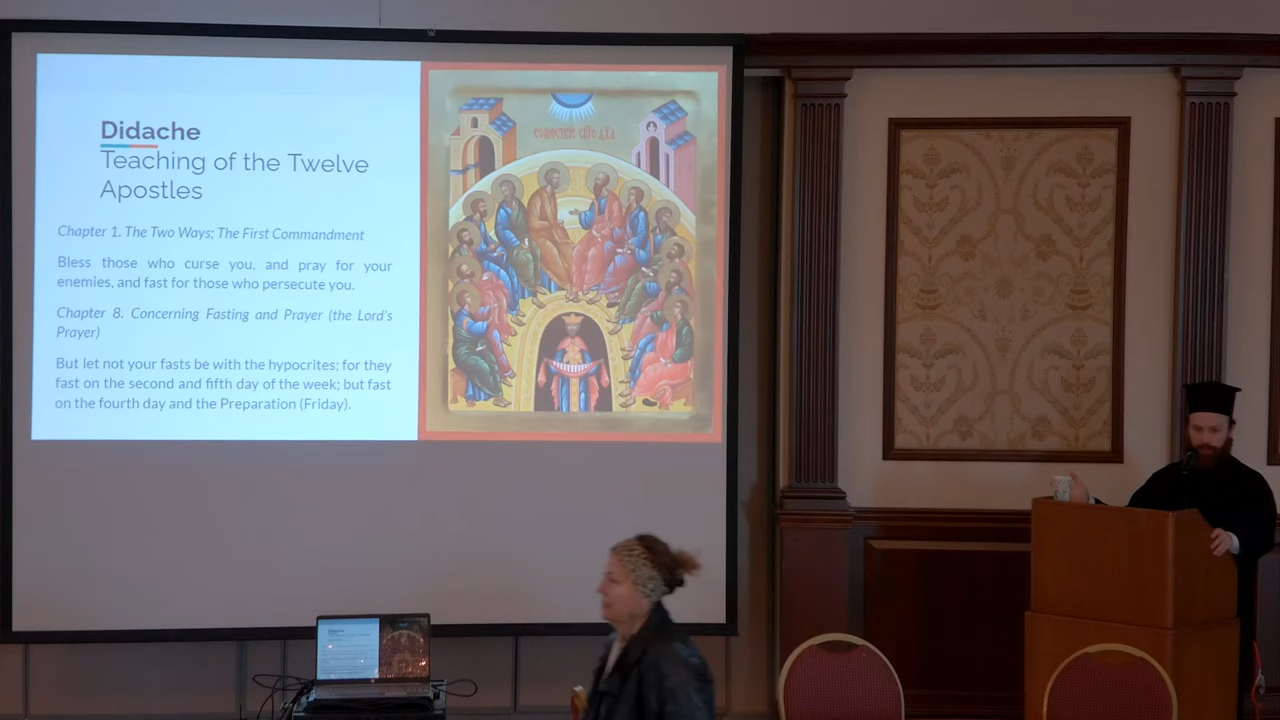 Didache
Teaching of the Twelve
Apostles
Chapter 1. The Two Ways; The First Commandment
Bless those who curse you, and pray for your
enemies, and fast for those who persecute you.
Chapter 8. Concerning Fasting and Prayer (the Lord's
Prayer)
But let not your fasts be with the hypocrites; for they
fast on the second and fifth day of the week; but fast
on the fourth day and the Preparation (Friday).
Didache